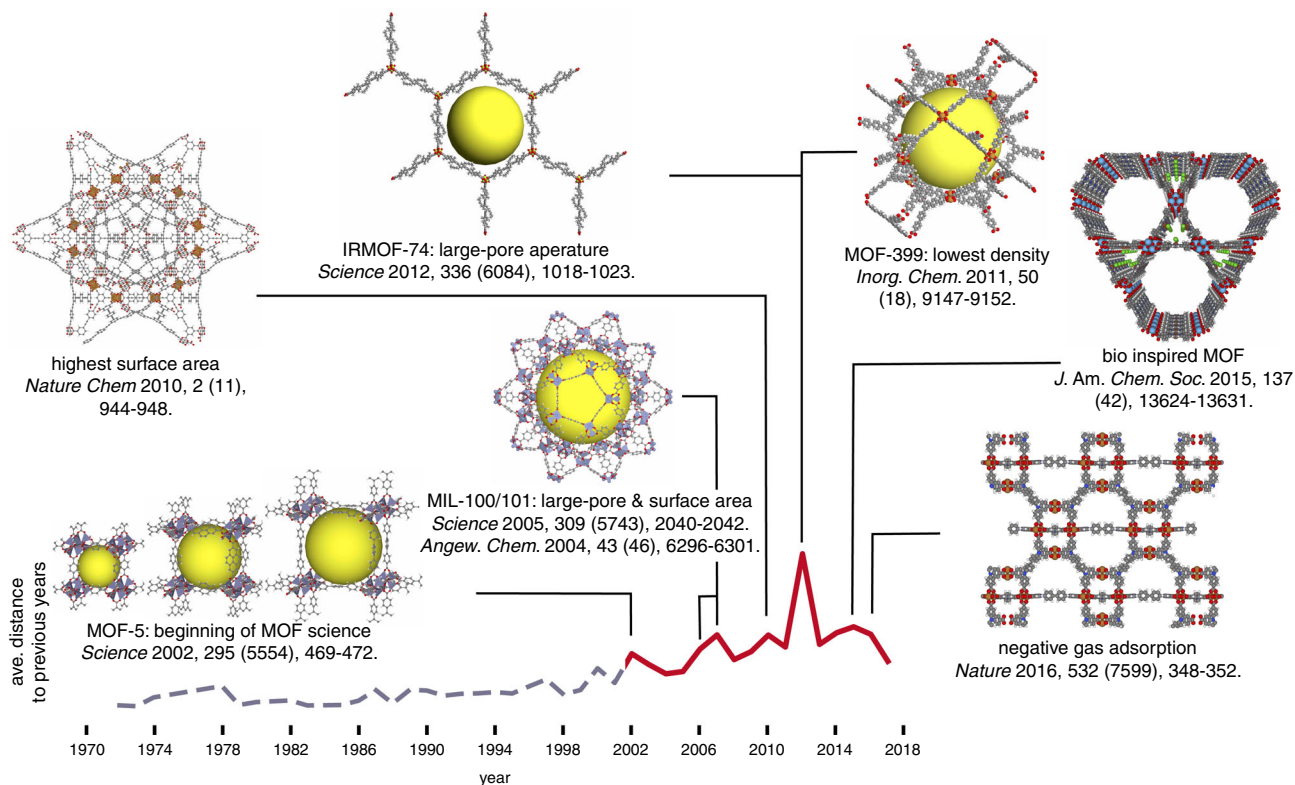 IRMOF-74: large-pore aperature
Science 2012, 336 (6084), 1018-1023.
MOF-399: lowest density
Inorg. Chem. 2011, 50
(18), 9147-9152.
highest surface area
Nature Chem 2010, 2 (11),
944-948.
bio inspired MOF
J. Am. Chem. Soc. 2015, 137
(42), 13624-13631.
MIL-100/101: large-pore & surface area
Science 2005, 309 (5743), 2040-2042.
Angew. Chem. 2004, 43 (46), 6296-6301.
MOF-5: beginning of MOF science
Science 2002, 295 (5554), 469-472.
negative gas adsorption
Nature 2016, 532 (7599), 348-352.
ave. distance
to previous years
1970 1974 1978 1982 1986 1990 1994 1998 2002 2006 2010 2014 2018
year